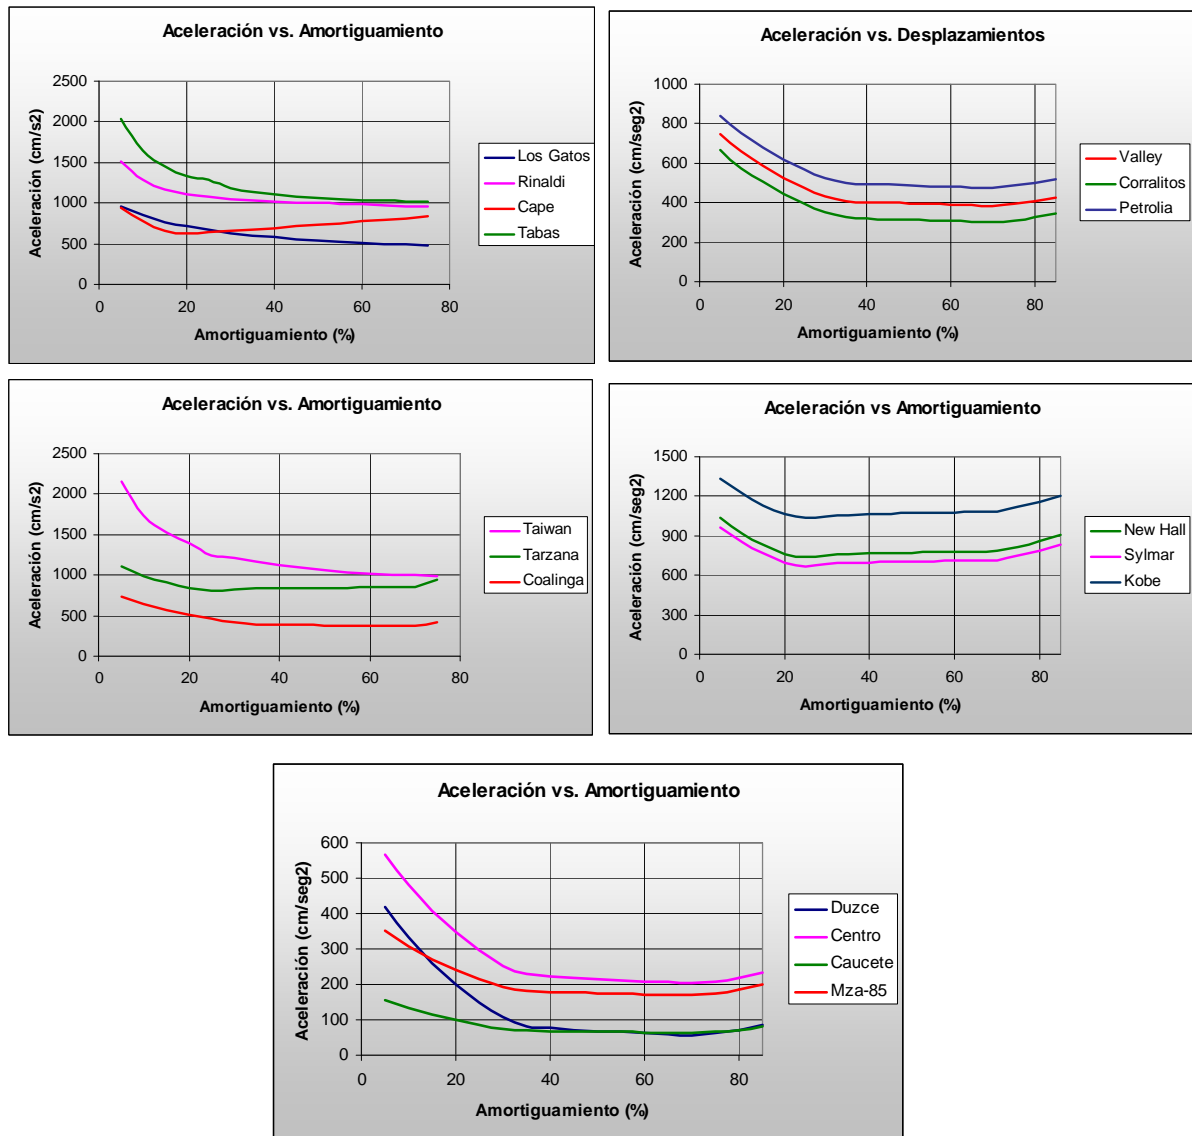 Aceleración vs. Amortiguamiento
Aceleración (cm/s2)
2500
2000
1500
1000
500
0
0 20 40 60 80
Amortiguamiento (%)
Los Gatos
Rinaldi
Cape
Tabas
Aceleración vs. Desplazamientos
Aceleración (cm/seg2)
1000
800
600
400
200
0
0 20 40 60 80
Amortiguamiento (%)
Valley
Corralitos
Petrolia
Aceleración vs. Amortiguamiento
Aceleración (cm/s2)
2500
2000
1500
1000
500
0
0 20 40 60 80
Amortiguamiento (%)
Taiwan
Tarzana
Coalinga
Aceleración vs Amortiguamiento
Aceleración (cm/seg2)
1500
1200
900
600
300
0
0 20 40 60 80
Amortiguamiento (%)
New Hall
Sylmar
Kobe
Aceleración vs. Amortiguamiento
Aceleración (cm/seg2)
600
500
400
300
200
100
0
0 20 40 60 80
Amortiguamiento (%)
Duzce
Centro
Caucete
Mza-85